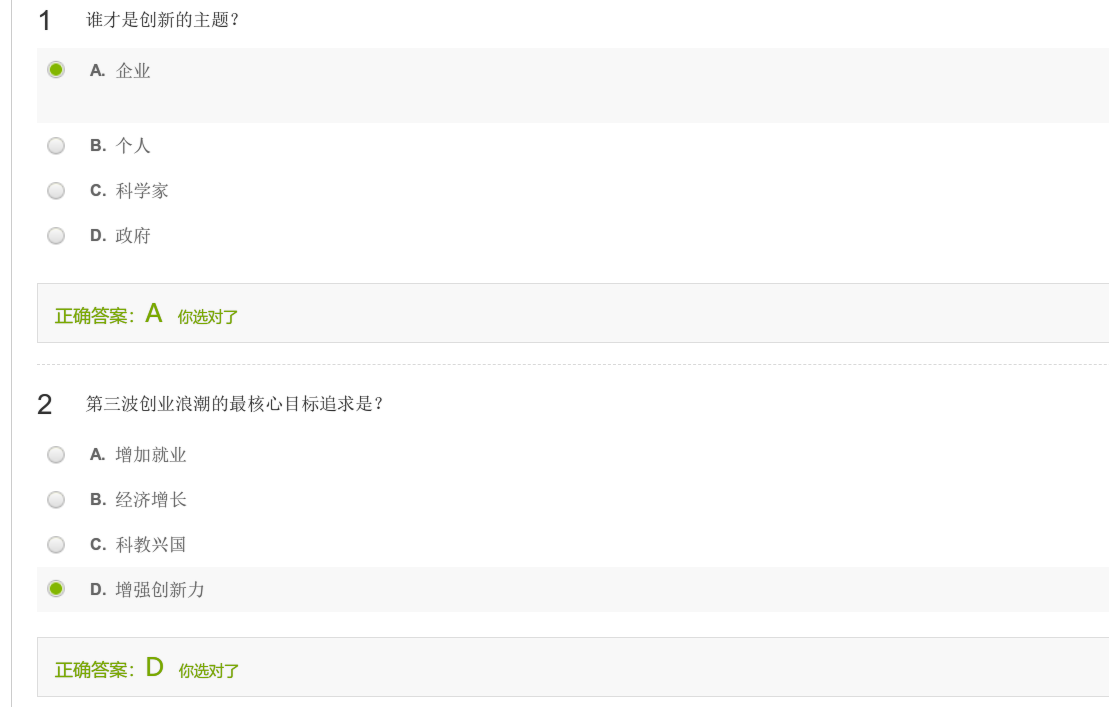 1 谁才是创新的主题?
A. 企业
B. 个人
C. 科学家
D. 政府
正确答案: A 你选对了
2 第三波创业浪潮的最核心目标追求是?
A. 增加就业
B. 经济增长
C. 科教兴国
D. 增强创新力
正确答案: D 你选对了